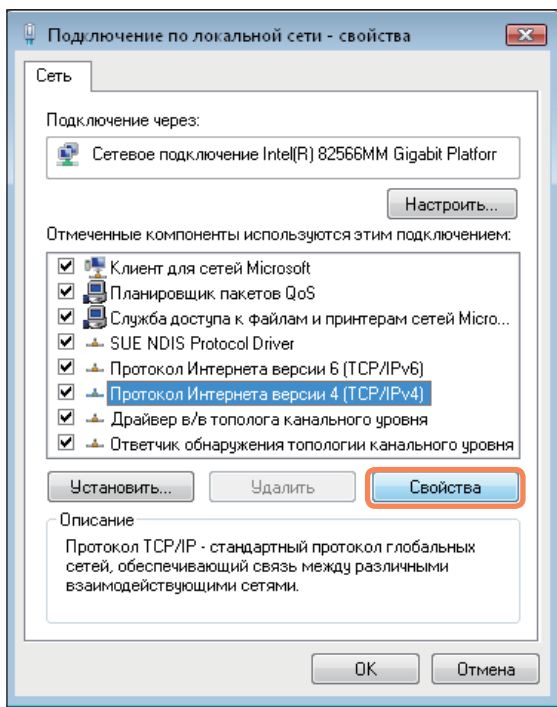 Подключение по локальной сети - свойства
Сеть
Подключение через:
Сетевое подключение Intel(R) 82566MM Gigabit Platforr
Настроить...
Отмеченные компоненты используются этим подключением:
Клиент для сетей Microsoft
Планировщик пакетов QoS
Служба доступа к файлам и принтерам сетей Micro...
SUE NDIS Protocol Driver
Протокол Интернета версии 6 (TCP/IPv6)
Протокол Интернета версии 4 (TCP/IPv4)
Драйвер в/в тополога канального уровня
Ответчик обнаружения топологии канального уровня
Установить...
Удалить
Свойства
Описание
Протокол TCP/IP - стандартный протокол глобальных
сетей, обеспечивающий связь между различными
взаимодействующими сетями.
OK
Отмена